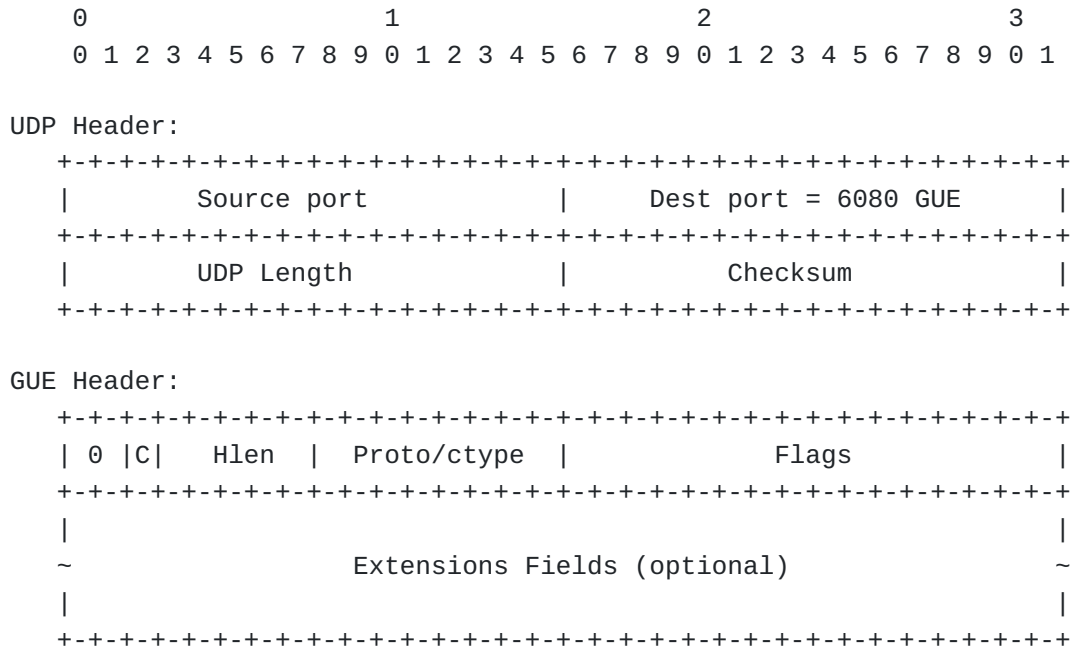 0                   1                   2                   3
    0 1 2 3 4 5 6 7 8 9 0 1 2 3 4 5 6 7 8 9 0 1 2 3 4 5 6 7 8 9 0 1

UDP Header:
   +-+-+-+-+-+-+-+-+-+-+-+-+-+-+-+-+-+-+-+-+-+-+-+-+-+-+-+-+-+-+-+-+
   |        Source port            |     Dest port = 6080 GUE      |
   +-+-+-+-+-+-+-+-+-+-+-+-+-+-+-+-+-+-+-+-+-+-+-+-+-+-+-+-+-+-+-+-+
   |        UDP Length             |          Checksum             |
   +-+-+-+-+-+-+-+-+-+-+-+-+-+-+-+-+-+-+-+-+-+-+-+-+-+-+-+-+-+-+-+-+

GUE Header:
   +-+-+-+-+-+-+-+-+-+-+-+-+-+-+-+-+-+-+-+-+-+-+-+-+-+-+-+-+-+-+-+-+
   | 0 |C|   Hlen  |  Proto/ctype  |             Flags             |
   +-+-+-+-+-+-+-+-+-+-+-+-+-+-+-+-+-+-+-+-+-+-+-+-+-+-+-+-+-+-+-+-+
   |                                                               |
   ~                  Extensions Fields (optional)                 ~
   |                                                               |
   +-+-+-+-+-+-+-+-+-+-+-+-+-+-+-+-+-+-+-+-+-+-+-+-+-+-+-+-+-+-+-+-+